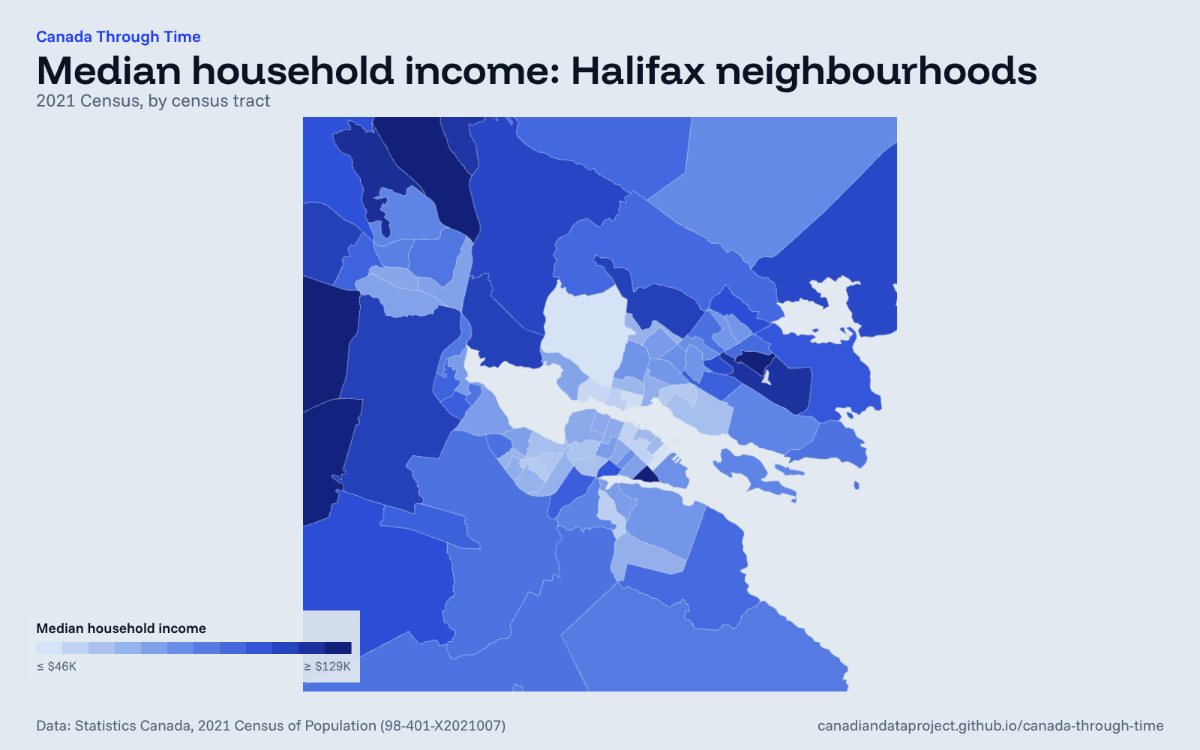 Canada Through Time
Median household income: Halifax neighbourhoods
2021 Census, by census tract
Median household income
≤ $46K ≥ $129K
Data: Statistics Canada, 2021 Census of Population (98-401-X2021007) canadiandataproject.github.io/canada-through-time